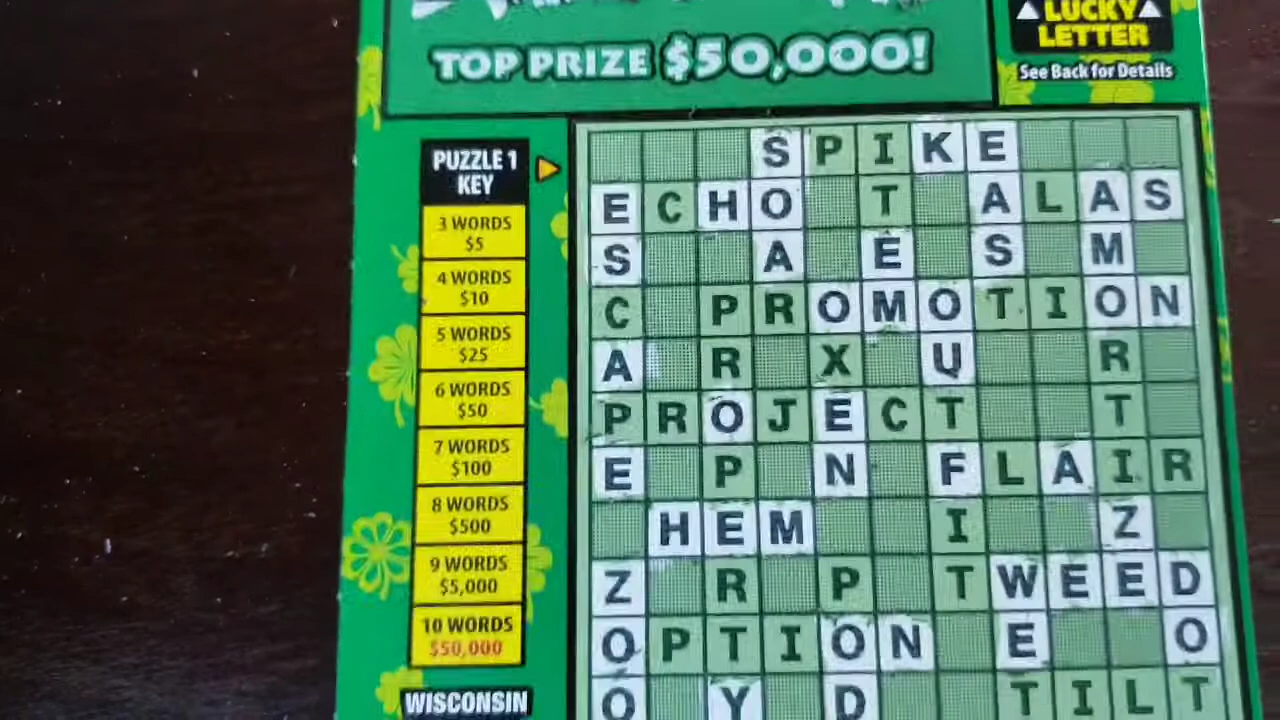 TOP PRIZE $50,000!
LUCKY
LETTER
See Back for Details
PUZZLE 1
KEY
3 WORDS
$5
4 WORDS
$10
5 WORDS
$25
6 WORDS
$50
7 WORDS
$100
8 WORDS
$500
9 WORDS
$5,000
10 WORDS
$50,000
WISCONSIN
S P I K E
E C H O T A L A S
S A E S M
C P R O M O T I O N
A R X U R
P R O J E C T T
E P N F L A I R
H E M I Z
Z R P T W E E D
O P T I O N E O
O Y D T I L T